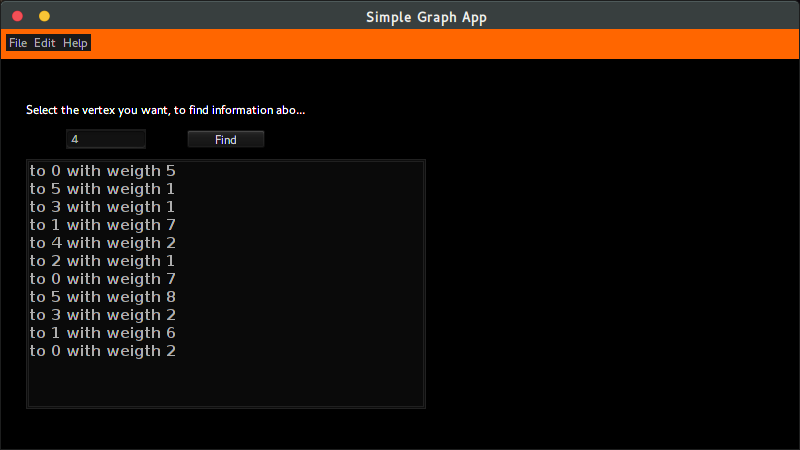 Simple Graph App
File Edit Help
Select the vertex you want, to find information abo...
4 Find
to 0 with weigth 5
to 5 with weigth 1
to 3 with weigth 1
to 1 with weigth 7
to 4 with weigth 2
to 2 with weigth 1
to 0 with weigth 7
to 5 with weigth 8
to 3 with weigth 2
to 1 with weigth 6
to 0 with weigth 2